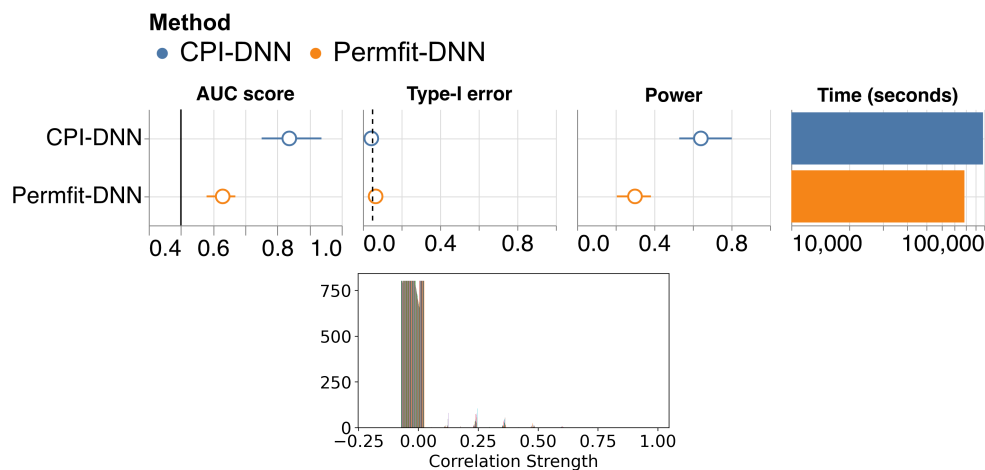 Method
CPI-DNN Permfit-DNN
AUC score Type-I error Power Time (seconds)
CPI-DNN
Permfit-DNN
0.4 0.6 0.8 1.0 0.0 0.4 0.8 0.0 0.4 0.8 10,000 100,000
750
500
250
0
−0.25 0.00 0.25 0.50 0.75 1.00
Correlation Strength